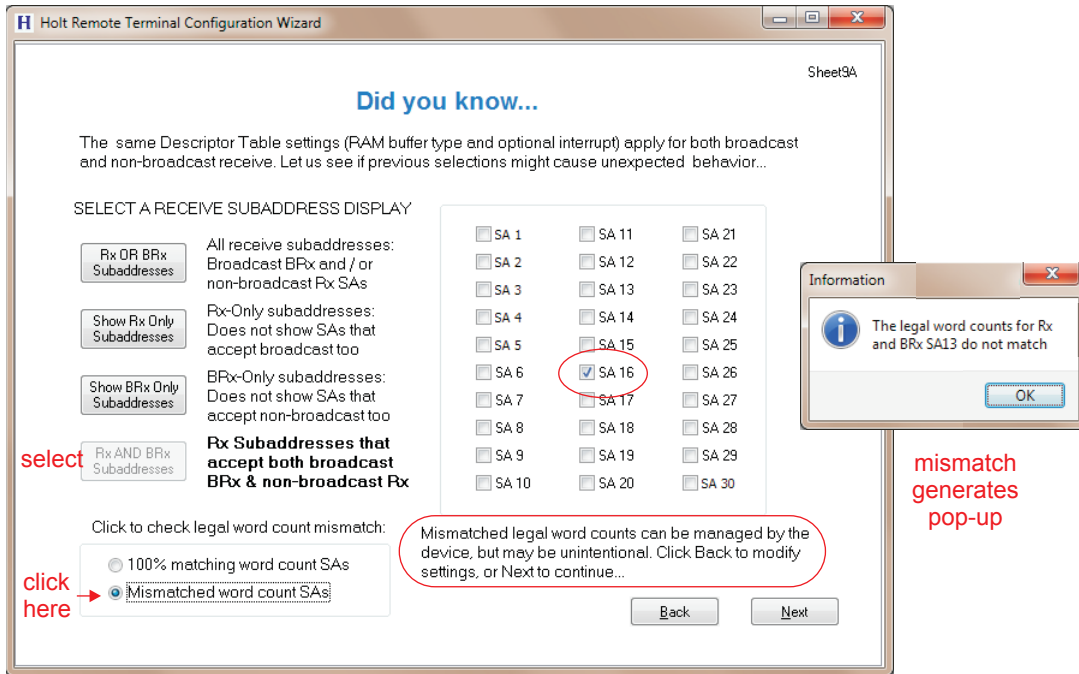 H Holt Remote Terminal Configuration Wizard
Sheet9A
Did you know...
The same Descriptor Table settings (RAM buffer type and optional interrupt) apply for both broadcast
and non-broadcast receive. Let us see if previous selections might cause unexpected behavior...
SELECT A RECEIVE SUBADDRESS DISPLAY
Rx OR BRx
Subaddresses
All receive subaddresses:
Broadcast BRx and / or
non-broadcast Rx SAs
Show Rx Only
Subaddresses
Rx-Only subaddresses:
Does not show SAs that
accept broadcast too
Show BRx Only
Subaddresses
BRx-Only subaddresses:
Does not show SAs that
accept non-broadcast too
select
Rx AND BRx
Subaddresses
Rx Subaddresses that
accept both broadcast
BRx & non-broadcast Rx
SA 1 SA 11 SA 21
SA 2 SA 12 SA 22
SA 3 SA 13 SA 23
SA 4 SA 14 SA 24
SA 5 SA 15 SA 25
SA 6 SA 16 SA 26
SA 7 SA 17 SA 27
SA 8 SA 18 SA 28
SA 9 SA 19 SA 29
SA 10 SA 20 SA 30
Click to check legal word count mismatch:
100% matching word count SAs
click
here
Mismatched word count SAs
Mismatched legal word counts can be managed by the
device, but may be unintentional. Click Back to modify
settings, or Next to continue...
Back
Next
Information
The legal word counts for Rx
and BRx SA13 do not match
OK
mismatch
generates
pop-up